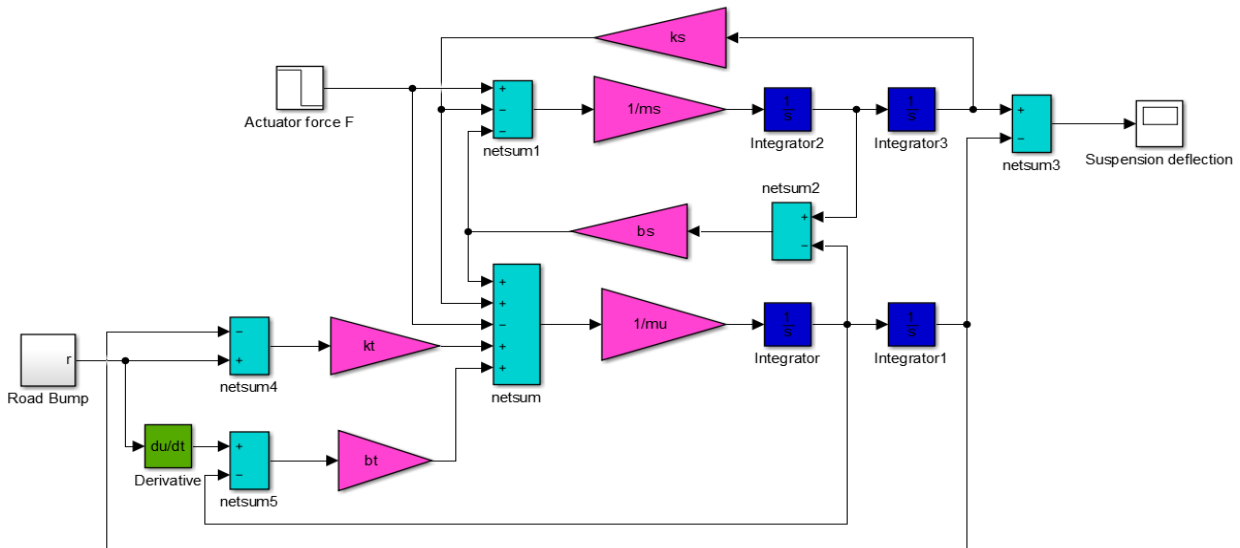 ks
+
−
−
netsum1
Actuator force F
1/ms
1/s
Integrator2
1/s
Integrator3
+
−
netsum3
Suspension deflection
netsum2
+
−
bs
+
+
−
+
+
netsum
1/mu
1/s
Integrator
1/s
Integrator1
r
Road Bump
−
+
netsum4
kt
du/dt
Derivative
+
−
netsum5
bt